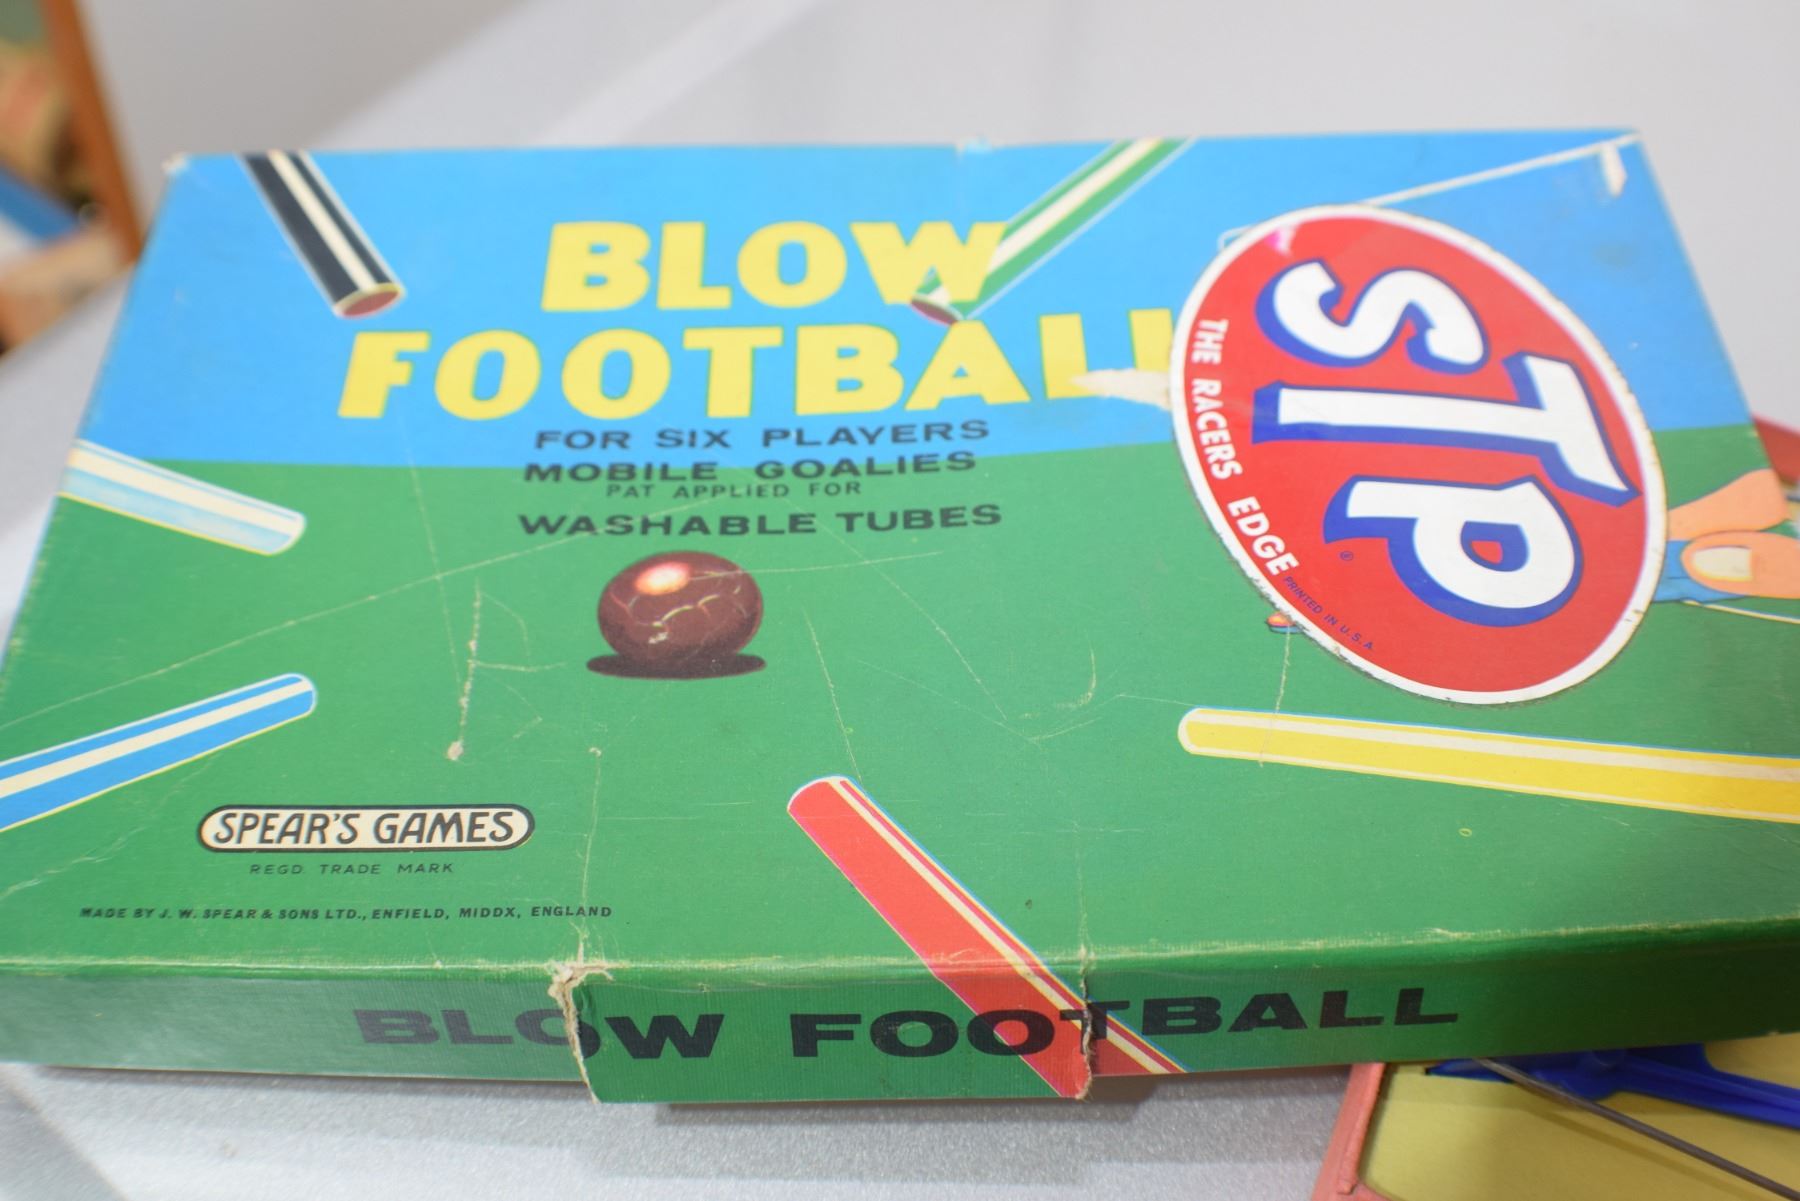 BLOW
FOOTBALL
FOR SIX PLAYERS
MOBILE GOALIES
PAT APPLIED FOR
WASHABLE TUBES
STP
®
THE RACERS EDGE
PRINTED IN U.S.A.
SPEAR'S GAMES
REGD. TRADE MARK
MADE BY J. W. SPEAR & SONS LTD., ENFIELD, MIDDX, ENGLAND
BLOW FOOTBALL